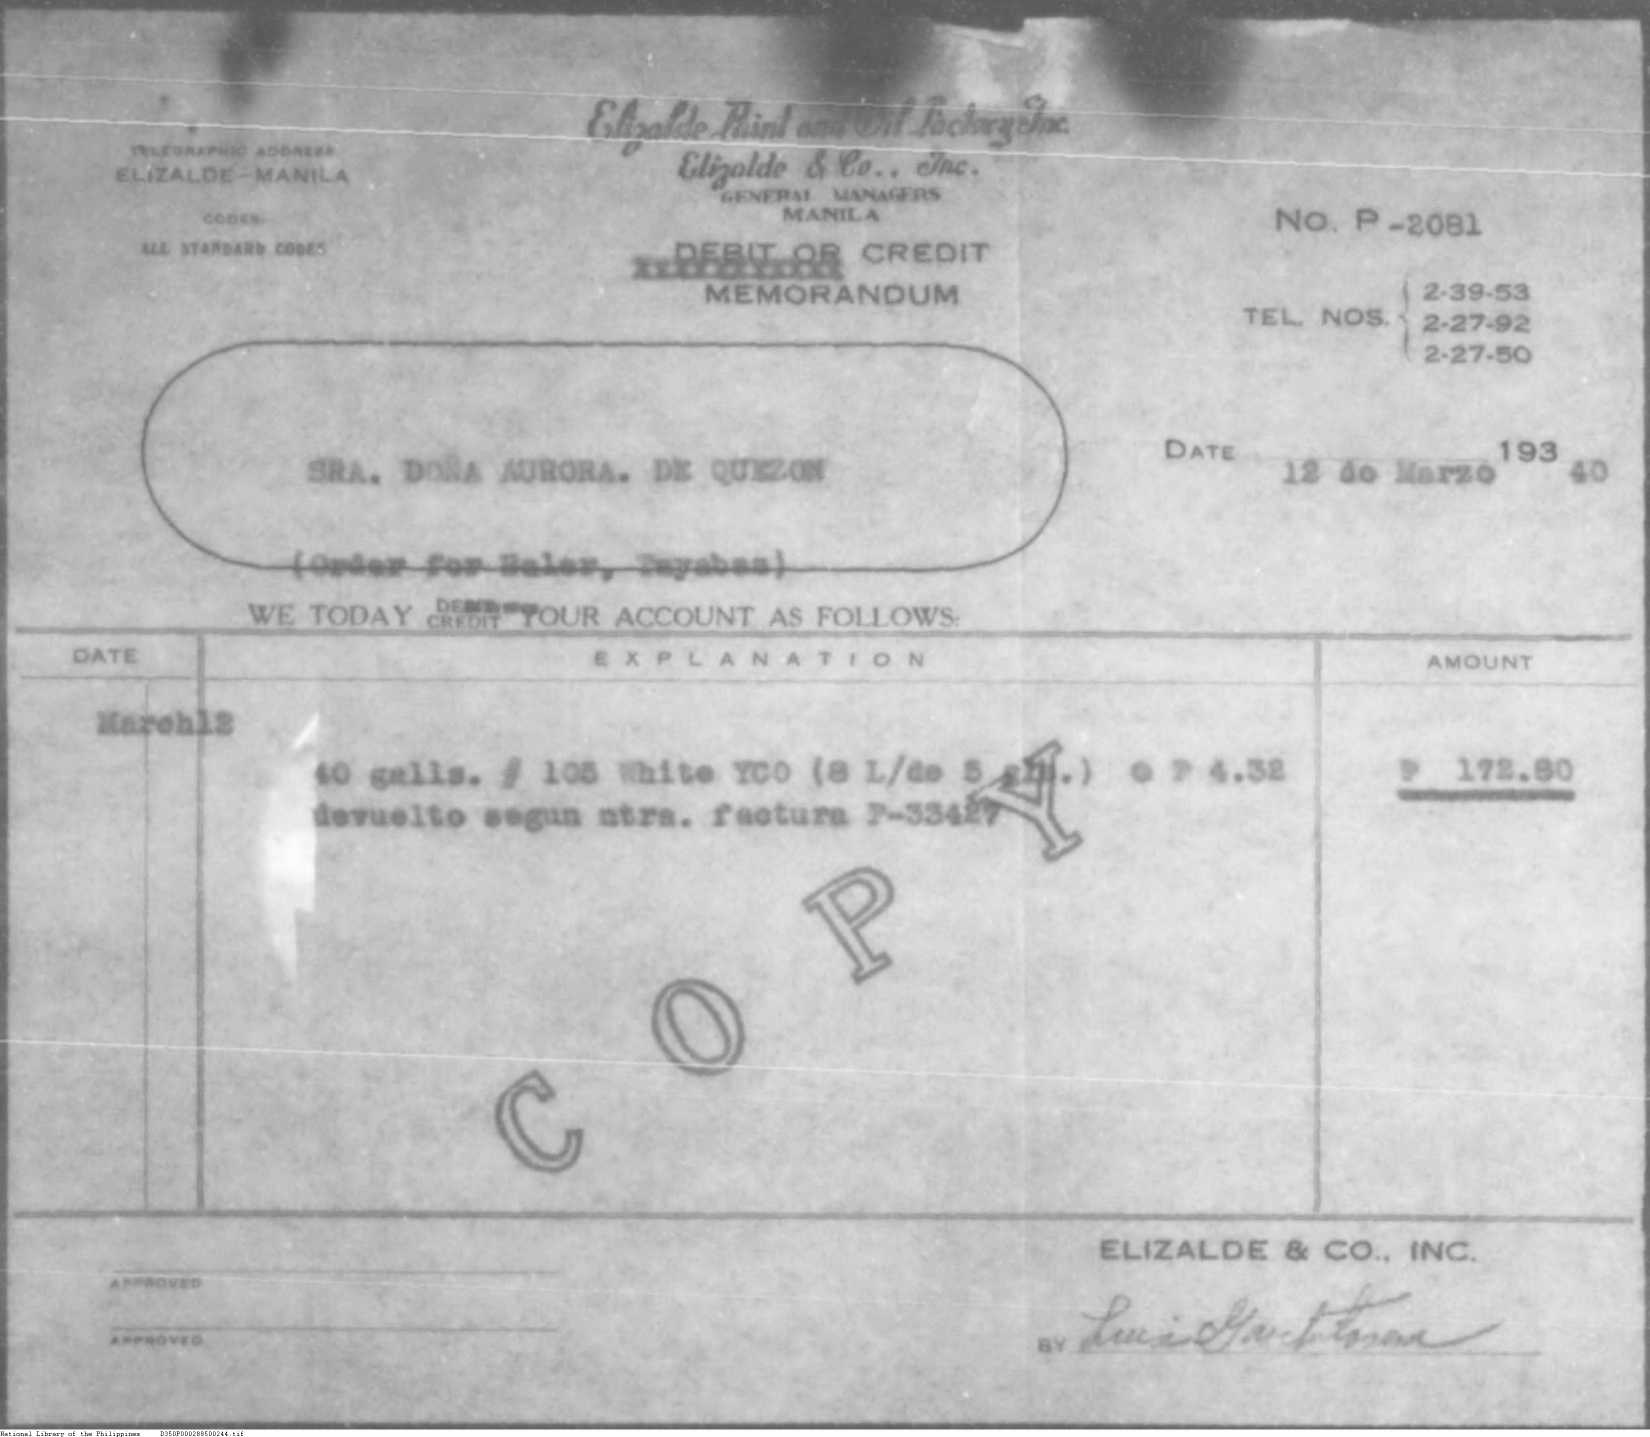 Elizalde Paint and Oil Factory Inc.
Elizalde & Co., Inc.
GENERAL MANAGERS
MANILA
TELEGRAPHIC ADDRESS
ELIZALDE-MANILA
CODES
ALL STANDARD CODES
DEBIT OR CREDIT
MEMORANDUM
NO. P -2081
TEL. NOS.
2-39-53
2-27-92
2-27-50
SRA. DOÑA AURORA. DE QUEZON
(Order for Baler, Tayabas)
DATE 12 de Marzo 193 40
WE TODAY DEBIT CREDIT YOUR ACCOUNT AS FOLLOWS:
DATE EXPLANATION AMOUNT
March12
40 galls. # 105 White YCO (8 L/de 5 gls.) @ P 4.32 P 172.80
devuelto segun ntra. factura P-33427
COPY
ELIZALDE & CO., INC.
APPROVED
APPROVED
BY Luis
National Library of the Philippines D350P000288500244.tif